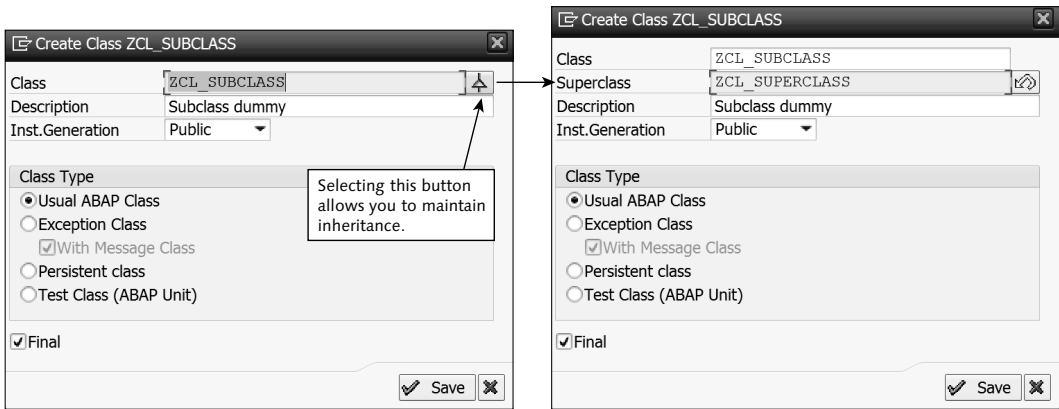 Create Class ZCL_SUBCLASS
Class ZCL_SUBCLASS
Description Subclass dummy
Inst.Generation Public
Selecting this button
allows you to maintain
inheritance.
Class Type
Usual ABAP Class
Exception Class
With Message Class
Persistent class
Test Class (ABAP Unit)
Final
Save
Create Class ZCL_SUBCLASS
Class ZCL_SUBCLASS
Superclass ZCL_SUPERCLASS
Description Subclass dummy
Inst.Generation Public
Class Type
Usual ABAP Class
Exception Class
With Message Class
Persistent class
Test Class (ABAP Unit)
Final
Save